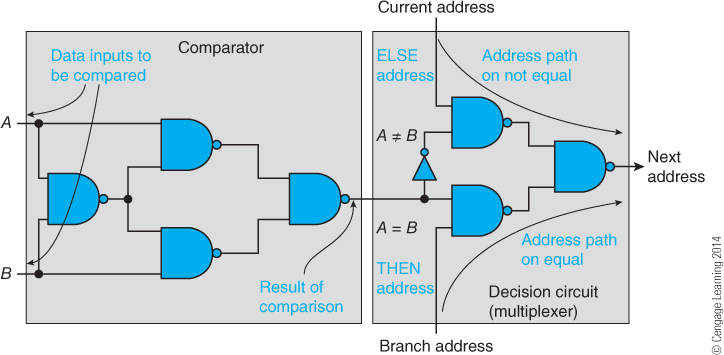 Current address
Comparator
Data inputs to
be compared
ELSE
address
Address path
on not equal
A
A ≠ B
Next
address
A = B
B
Result of
comparison
THEN
address
Address path
on equal
Decision circuit
(multiplexer)
Branch address
© Cengage Learning 2014